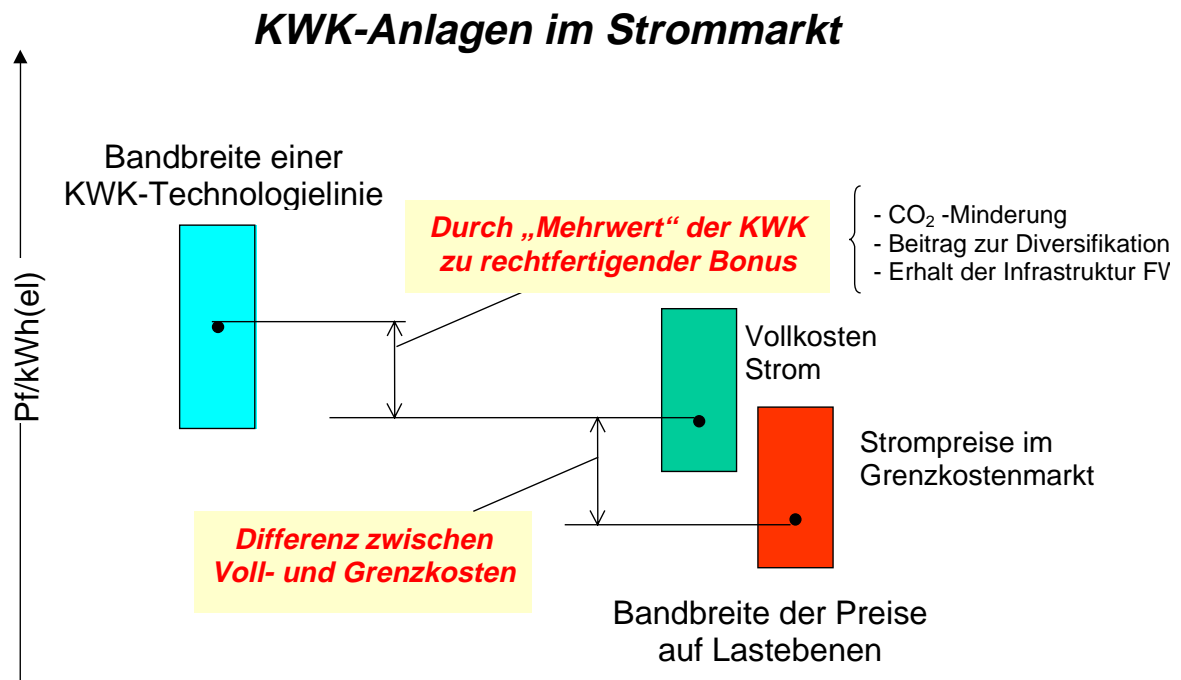 KWK-Anlagen im Strommarkt
Pf/kWh(el)
Bandbreite einer
KWK-Technologielinie
Durch „Mehrwert“ der KWK
zu rechtfertigender Bonus
- CO₂ -Minderung
- Beitrag zur Diversifikation
- Erhalt der Infrastruktur
Vollkosten
Strom
Strompreise im
Grenzkostenmarkt
Differenz zwischen
Voll- und Grenzkosten
Bandbreite der Preise
auf Lastebenen